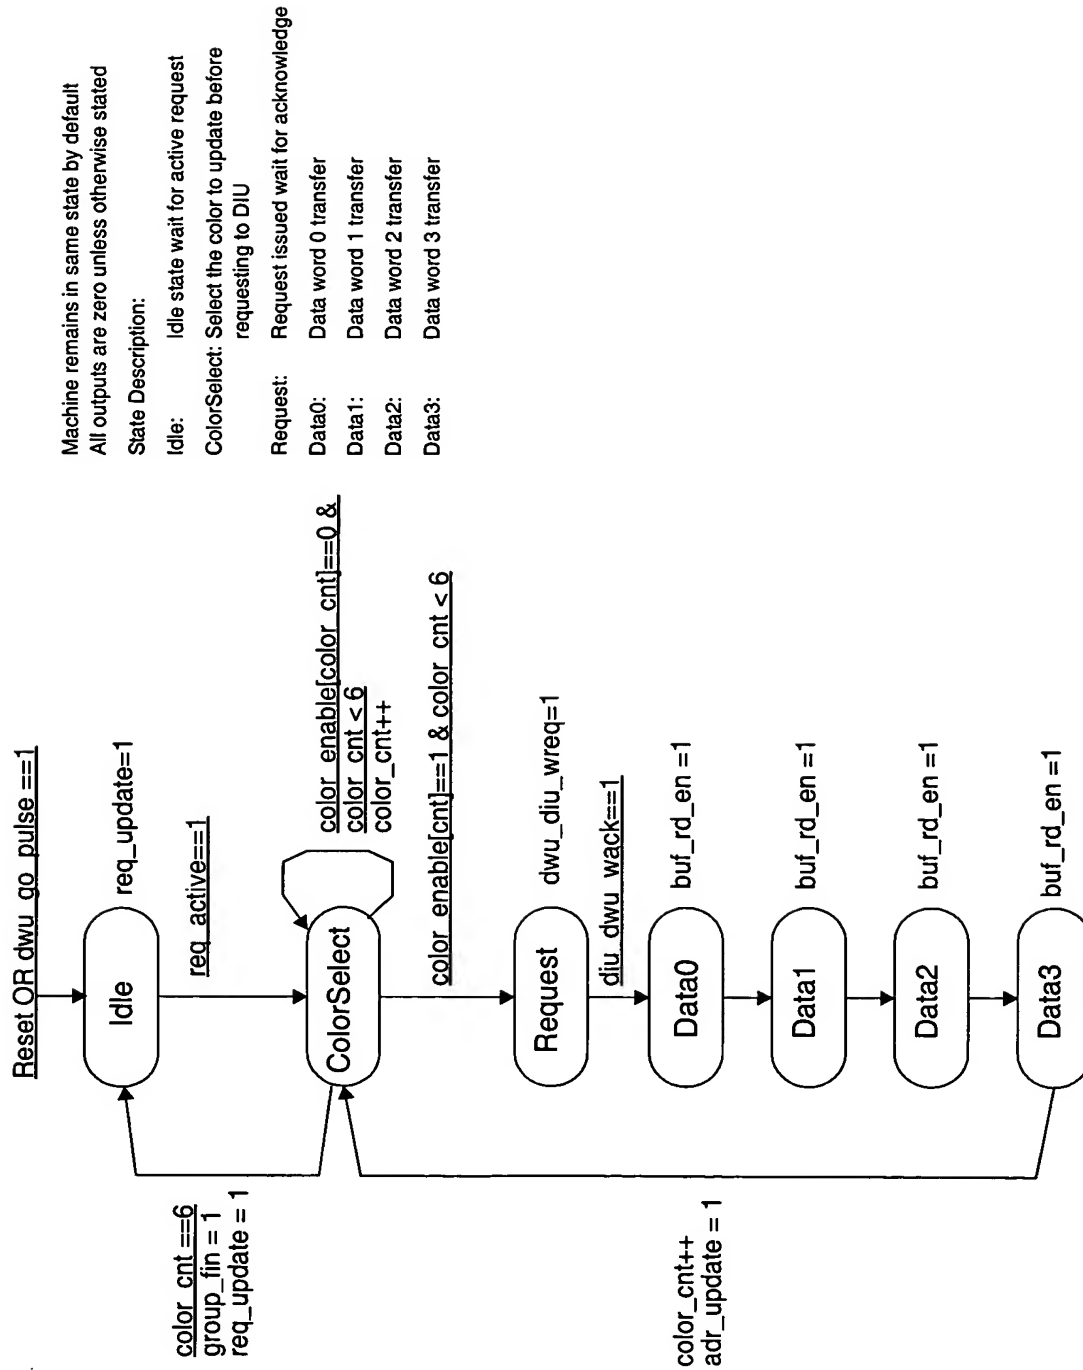 Reset OR dwu_go_pulse ==1
Idle
req_update=1
req_active==1
color_cnt ==6
group_fin = 1
req_update = 1
ColorSelect
color_enable[color_cnt]==0 &
color_cnt < 6
color_cnt++
color_enable[cnt]==1 & color_cnt < 6
Request
dwu_diu_wreq=1
diu_dwu_wack==1
Data0
buf_rd_en =1
Data1
buf_rd_en =1
Data2
buf_rd_en =1
Data3
buf_rd_en =1
color_cnt++
adr_update = 1
Machine remains in same state by default
All outputs are zero unless otherwise stated
State Description:
Idle: Idle state wait for active request
ColorSelect: Select the color to update before
requesting to DIU
Request: Request issued wait for acknowledge
Data0: Data word 0 transfer
Data1: Data word 1 transfer
Data2: Data word 2 transfer
Data3: Data word 3 transfer